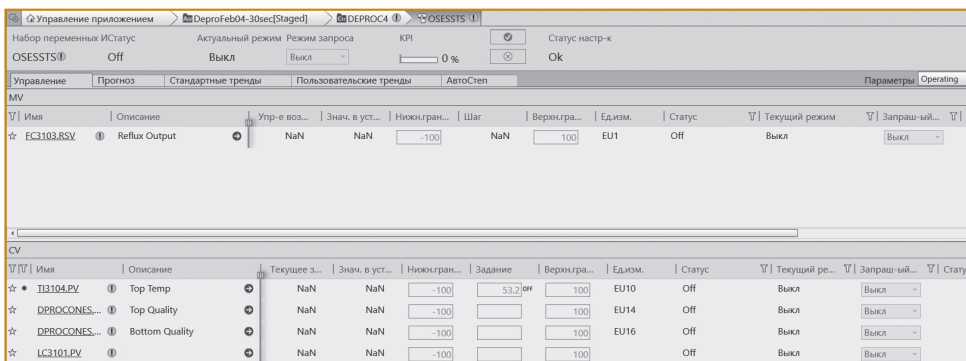 Управление приложением DeproFeb04-30sec[Staged] DEPROC4 OSESSTS
Набор переменных ИСтатус Актуальный режим Режим запроса KPI Статус настр-к
OSESSTS Off Выкл Выкл 0 % Ok
Управление Прогноз Стандартные тренды Пользовательские тренды АвтоСтеп Параметры Operating
MV
Имя Описание Упр-е воз... Знач. в уст... Нижн.гран... Шаг Верхн.гра... Ед.изм. Статус Текущий режим Запраш-ый...
FC3103.RSV Reflux Output NaN NaN -100 NaN 100 EU1 Off Выкл Выкл
CV
Имя Описание Текущее з... Знач. в уст... Нижн.гран... Задание Верхн.гра... Ед.изм. Статус Текущий ре... Запраш-ый... Стату
TI3104.PV Top Temp NaN NaN -100 53.2 OFF 100 EU10 Off Выкл Выкл
DPROCONES.... Top Quality NaN NaN -100 100 EU14 Off Выкл Выкл
DPROCONES.... Bottom Quality NaN NaN -100 100 EU16 Off Выкл Выкл
LC3101.PV NaN NaN -100 100 Off Выкл Выкл